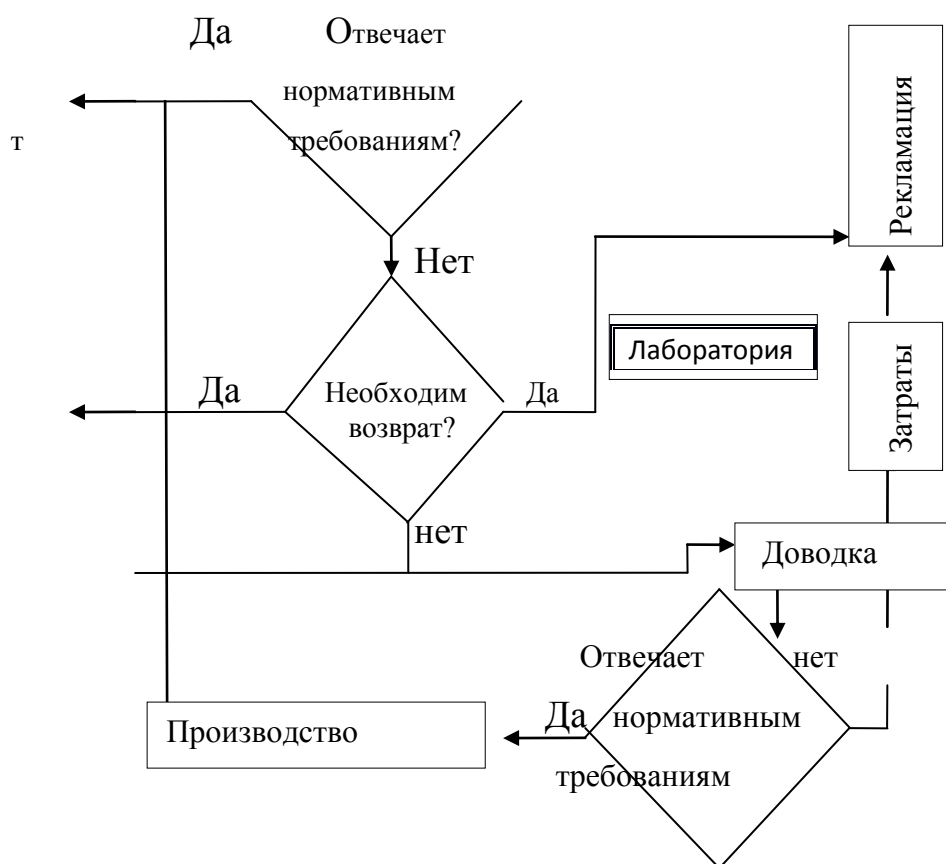 Да
Отвечает
нормативным
требованиям?
т
Рекламация
Нет
Лаборатория
Затраты
Да
Необходим
возврат?
Да
нет
Доводка
Отвечает
нет
Производство
Да
нормативным
требованиям